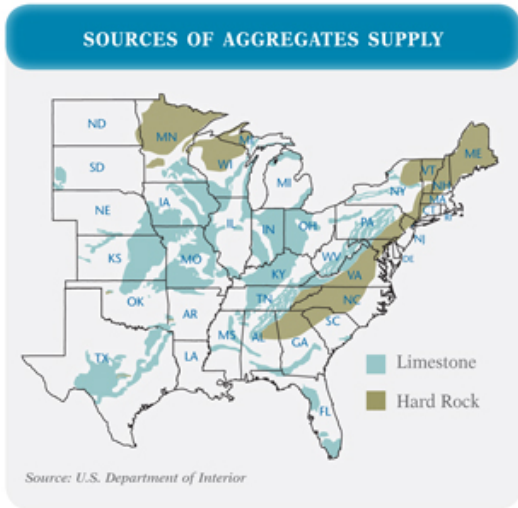 SOURCES OF AGGREGATES SUPPLY
ND
MN
ME
SD
WI
VT
NH
NY
MA
CT
MI
NE
IA
PA
NJ
IL
IN
OH
DE
KS
MO
WV
VA
KY
OK
TN
NC
AR
SC
MS
AL
GA
TX
LA
FL
Limestone
Hard Rock
Source: U.S. Department of Interior